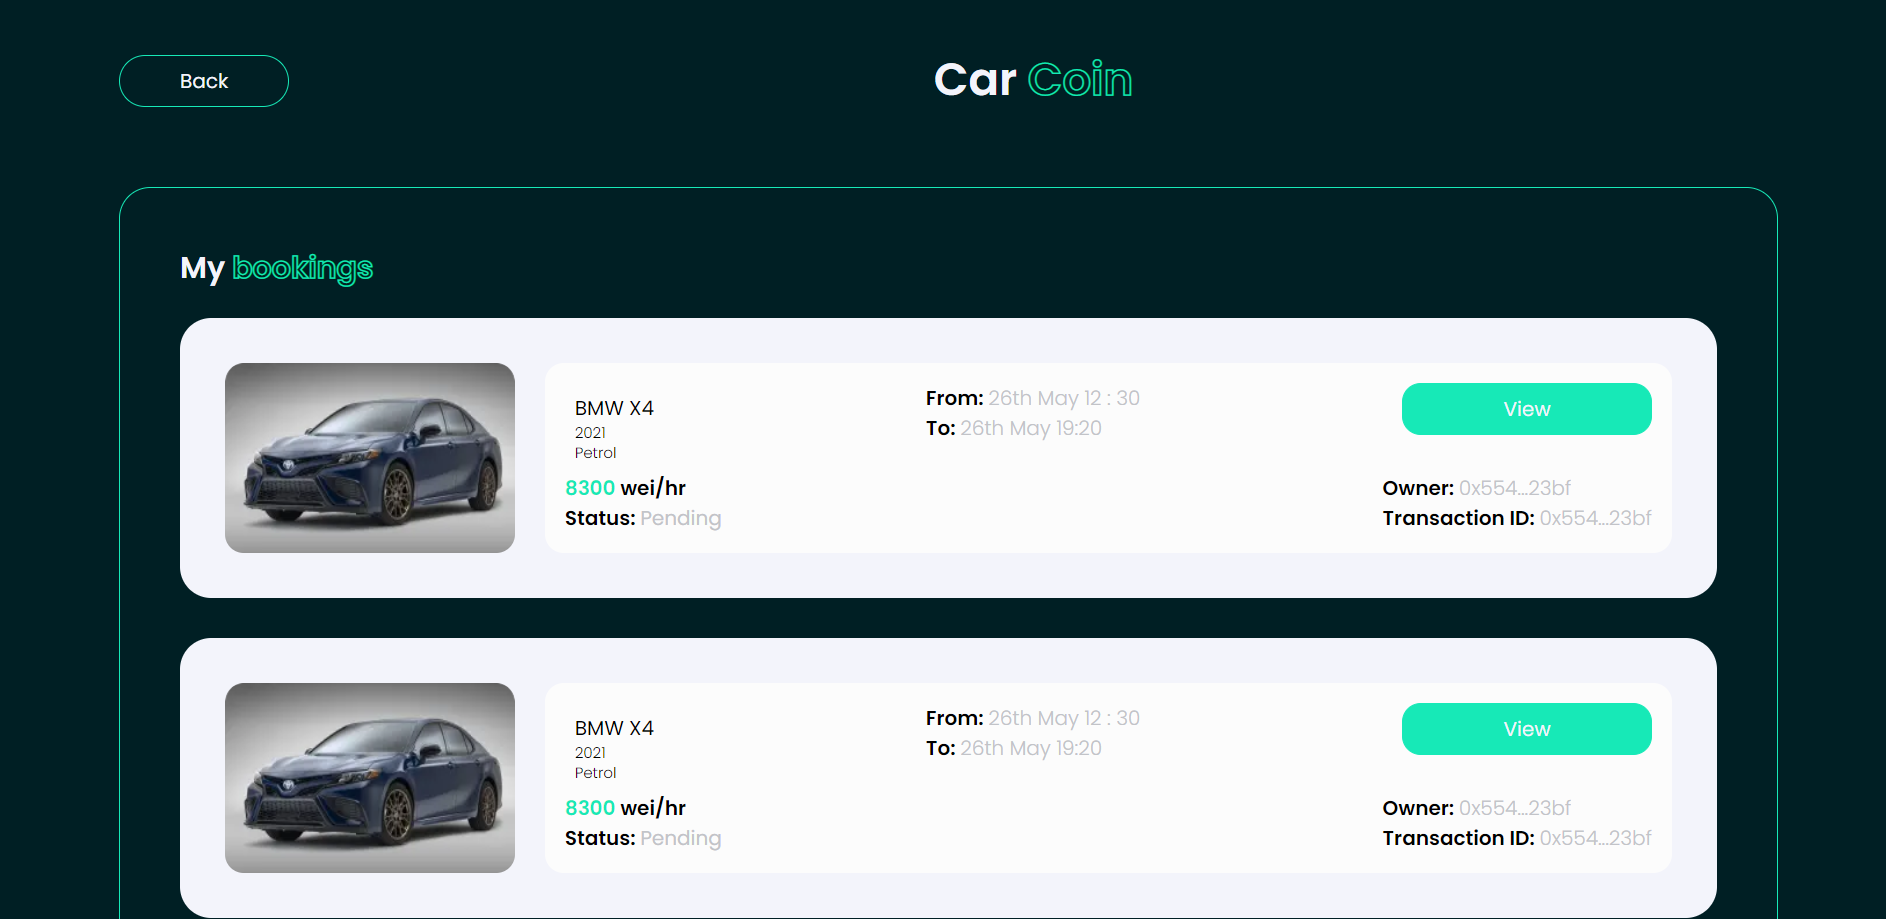 Back
Car Coin
My bookings
BMW X4
2021
Petrol
8300 wei/hr
Status: Pending
From: 26th May 12 : 30
To: 26th May 19:20
View
Owner: 0x554...23bf
Transaction ID: 0x554...23bf
BMW X4
2021
Petrol
8300 wei/hr
Status: Pending
From: 26th May 12 : 30
To: 26th May 19:20
View
Owner: 0x554...23bf
Transaction ID: 0x554...23bf